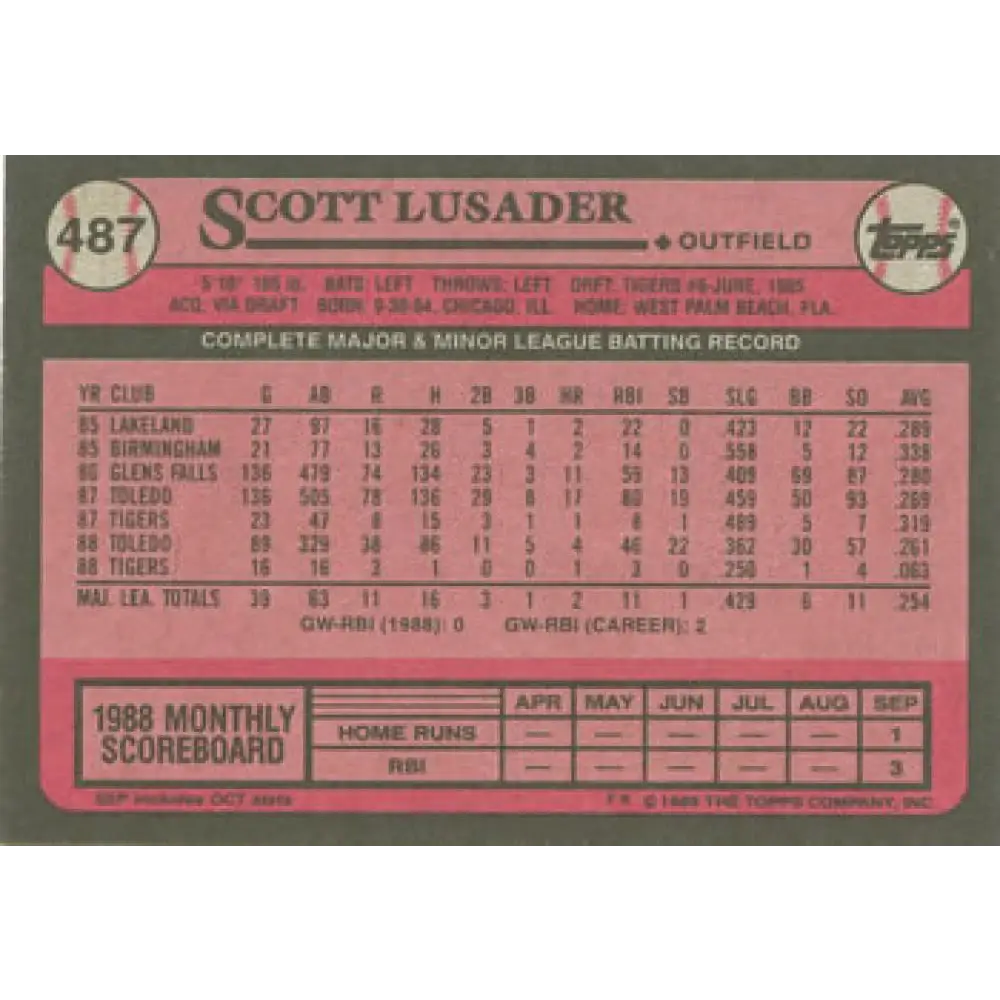 487 SCOTT LUSADER Topps®
◆ OUTFIELD
BATS: LEFT THROWS: LEFT DRFT: TIGERS #6-JUNE, 1985
ACQ. VIA DRAFT BORN: 9-30-64, CHICAGO, ILL. HOME: WEST PALM BEACH, FLA.
COMPLETE MAJOR & MINOR LEAGUE BATTING RECORD
YR CLUB G AB R H 2B 3B HR RBI SB SLG BB SO AVG
85 LAKELAND 27 97 16 28 5 1 2 22 0 .423 12 22 .289
85 BIRMINGHAM 21 77 13 26 3 4 2 14 0 .558 5 12 .338
86 GLENS FALLS 136 479 74 134 23 3 11 59 13 .409 69 87 .280
87 TOLEDO 136 505 78 136 29 8 17 80 19 .459 50 93 .269
87 TIGERS 23 47 8 15 3 1 1 8 1 .489 5 7 .319
88 TOLEDO 89 329 38 86 11 5 4 46 22 .362 30 57 .261
88 TIGERS 16 16 3 1 0 0 1 3 0 .250 1 4 .063
MAJ. LEA. TOTALS 39 63 11 16 3 1 2 11 1 .429 6 11 .254
GW-RBI (1988): 0 GW-RBI (CAREER): 2
1988 MONTHLY SCOREBOARD
APR MAY JUN JUL AUG SEP
HOME RUNS — — — — — 1
RBI — — — — — 3
SEP includes OCT stats © 1989 THE TOPPS COMPANY, INC.